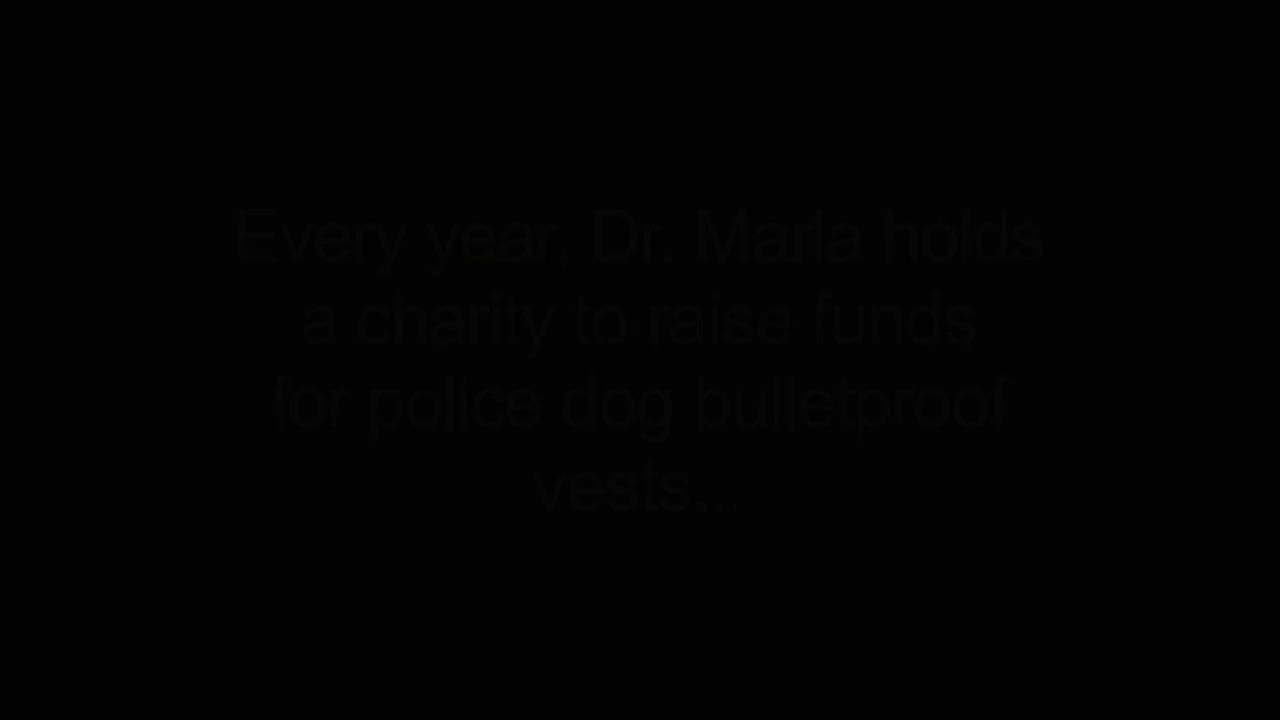 Every year, Dr. Maria holds
a charity to raise funds
for police dog bulletproof
vests...